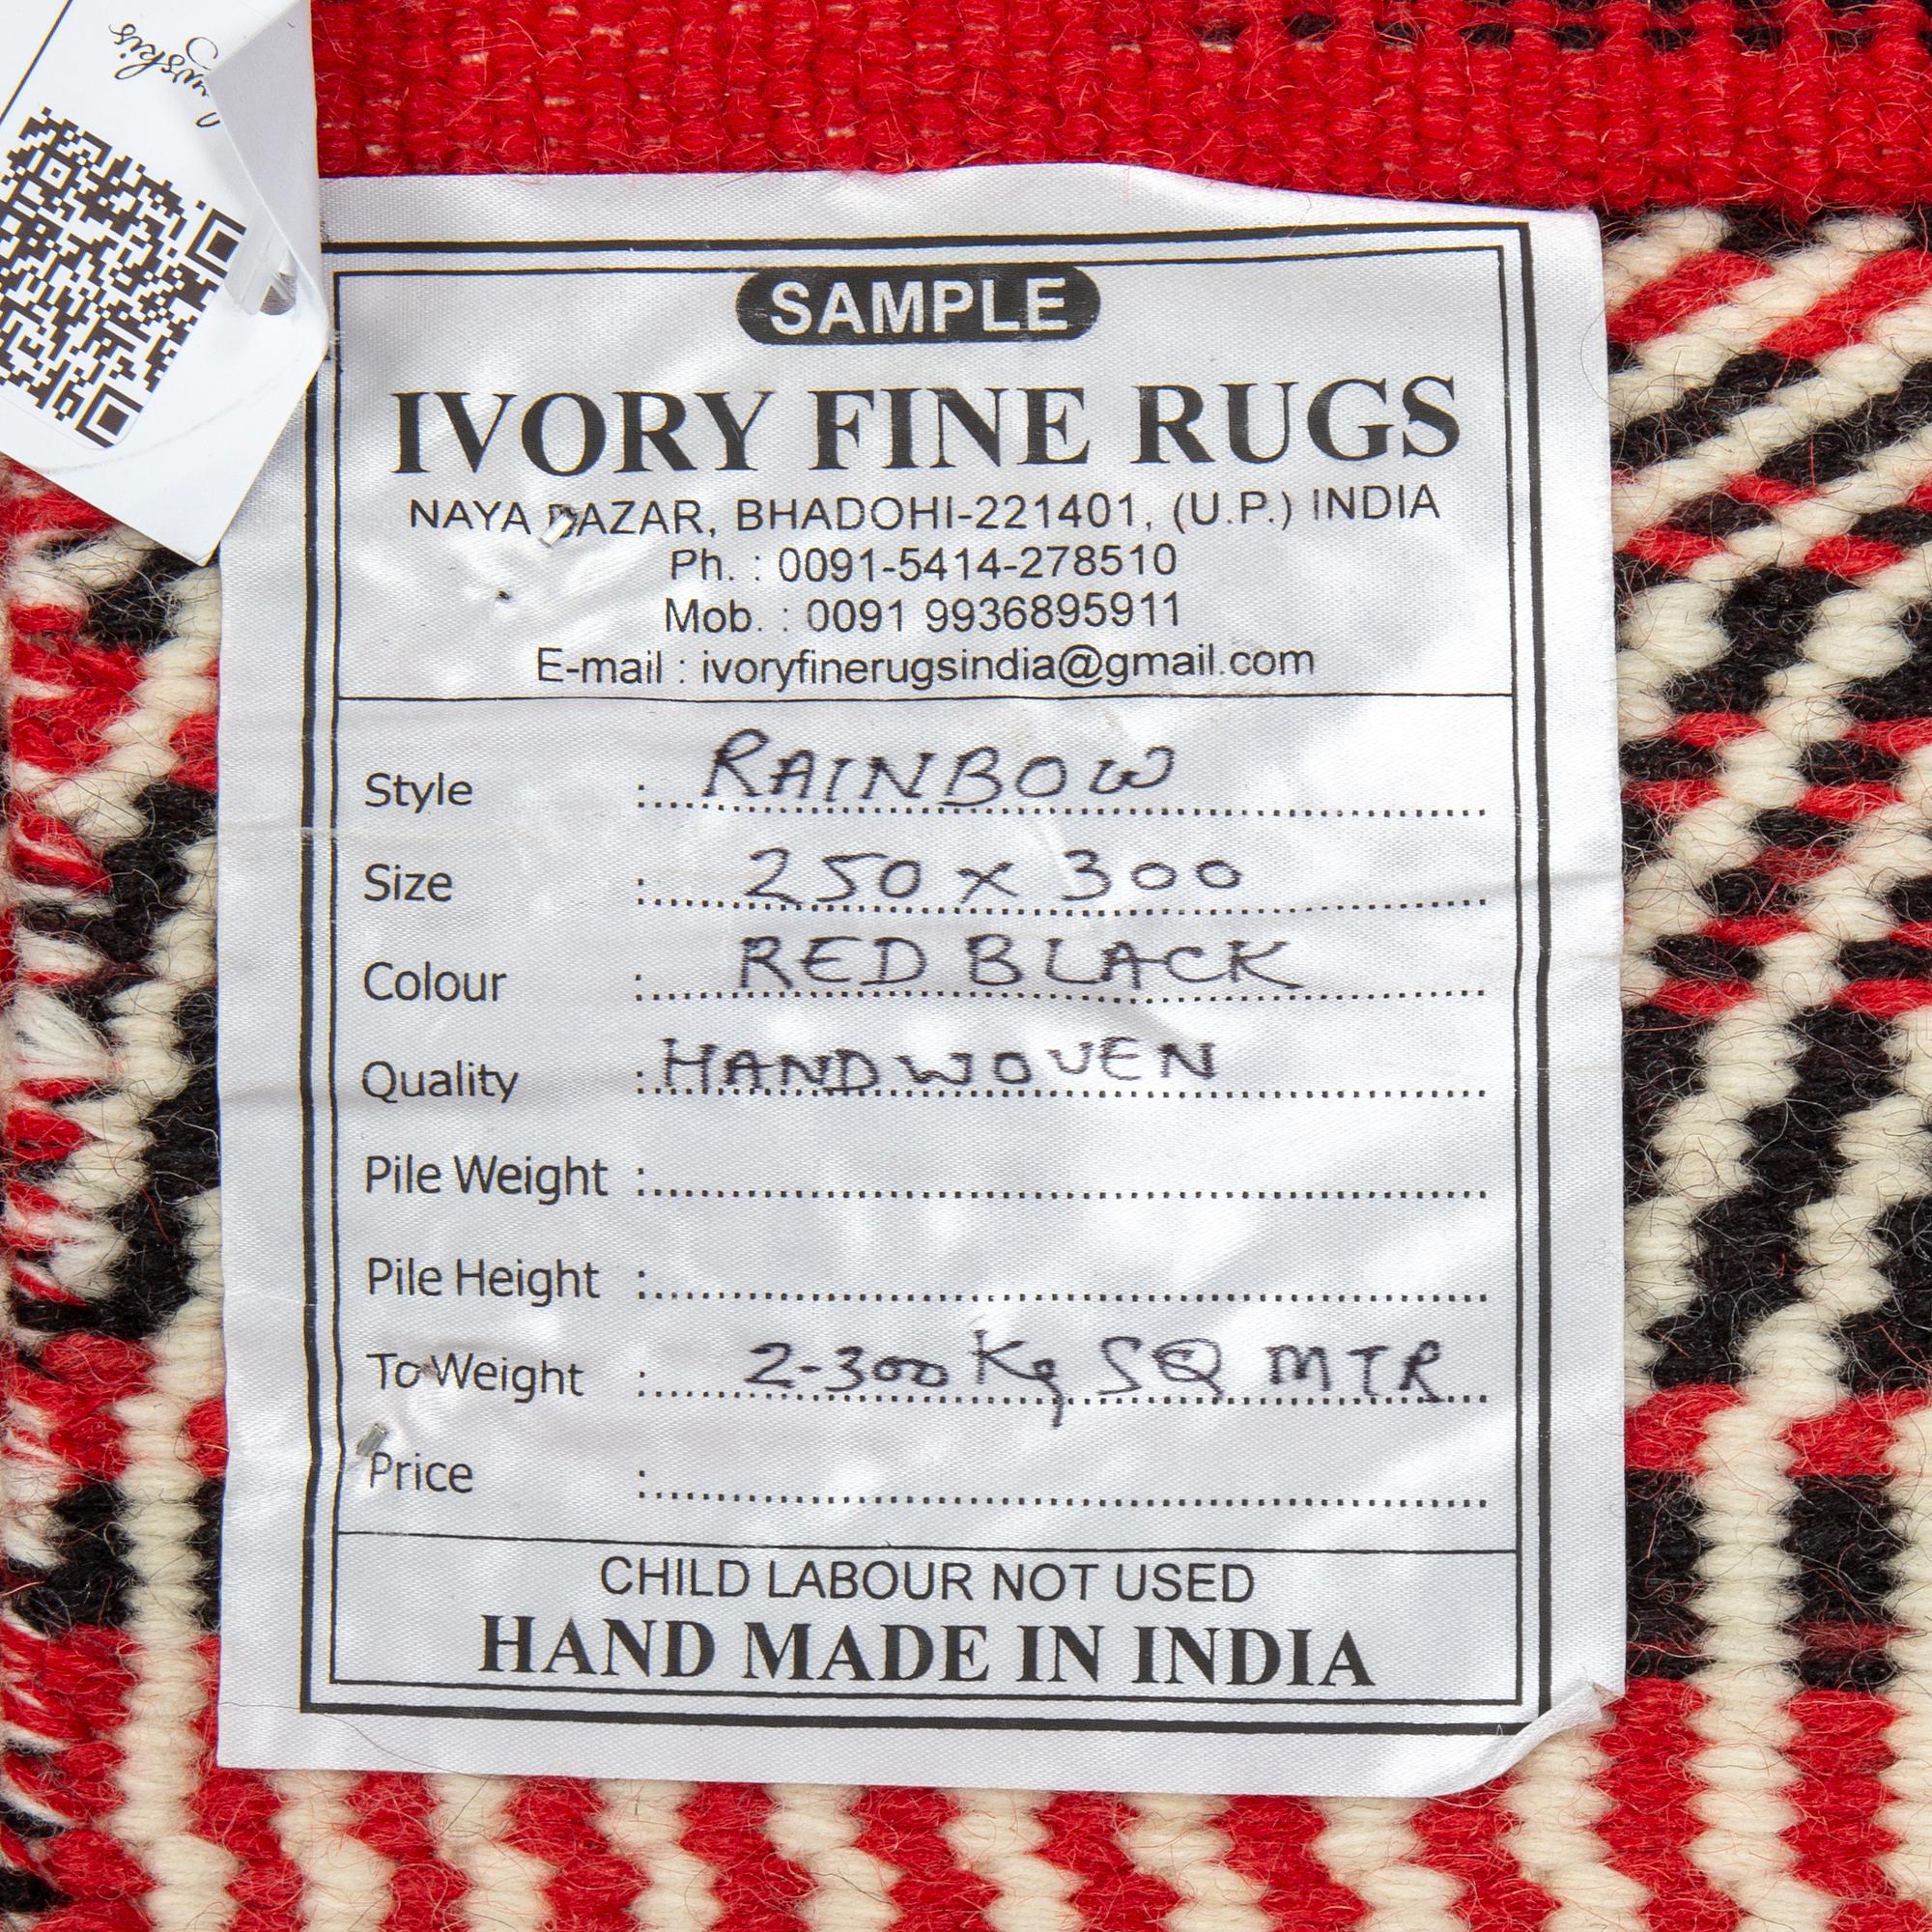 SAMPLE
IVORY FINE RUGS
NAYA BAZAR, BHADOHI-221401, (U.P.) INDIA
Ph. : 0091-5414-278510
Mob. : 0091 9936895911
E-mail : ivoryfinerugsindia@gmail.com
Style : RAINBOW
Size : 250 x 300
Colour : RED BLACK
Quality : HANDWOVEN
Pile Weight :
Pile Height :
To Weight : 2-300 Kg SQ MTR
Price :
CHILD LABOUR NOT USED
HAND MADE IN INDIA